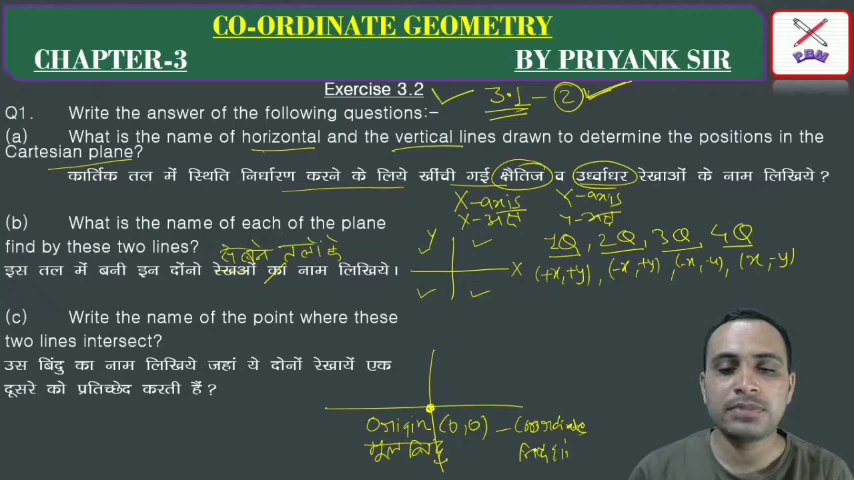 CO-ORDINATE GEOMETRY
CHAPTER-3 BY PRIYANK SIR
PBM
Exercise 3.2 3.1 - 2
Q1. Write the answer of the following questions:-
(a) What is the name of horizontal and the vertical lines drawn to determine the positions in the
Cartesian plane?
कार्तिक तल में स्थिति निर्धारण करने के लिये खींची गई क्षैतिज व उर्ध्वाधर रेखाओं के नाम लिखिये ?
X-axis Y-axis
X-अक्ष Y-अक्ष
(b) What is the name of each of the plane
find by these two lines?
Y 1Q, 2Q, 3Q, 4Q
इस तल में बनी इन दोंनो रेखओं का नाम लिखिये।
X (+x,+y), (-x,+y), (-x,-y), (x,-y)
(c) Write the name of the point where these
two lines intersect?
उस बिंदु का नाम लिखिये जहां ये दोनों रेखायें एक
दूसरे को प्रतिच्छेद करती हैं ?
Origin (0,0) - Coordinate
मूल बिंदु